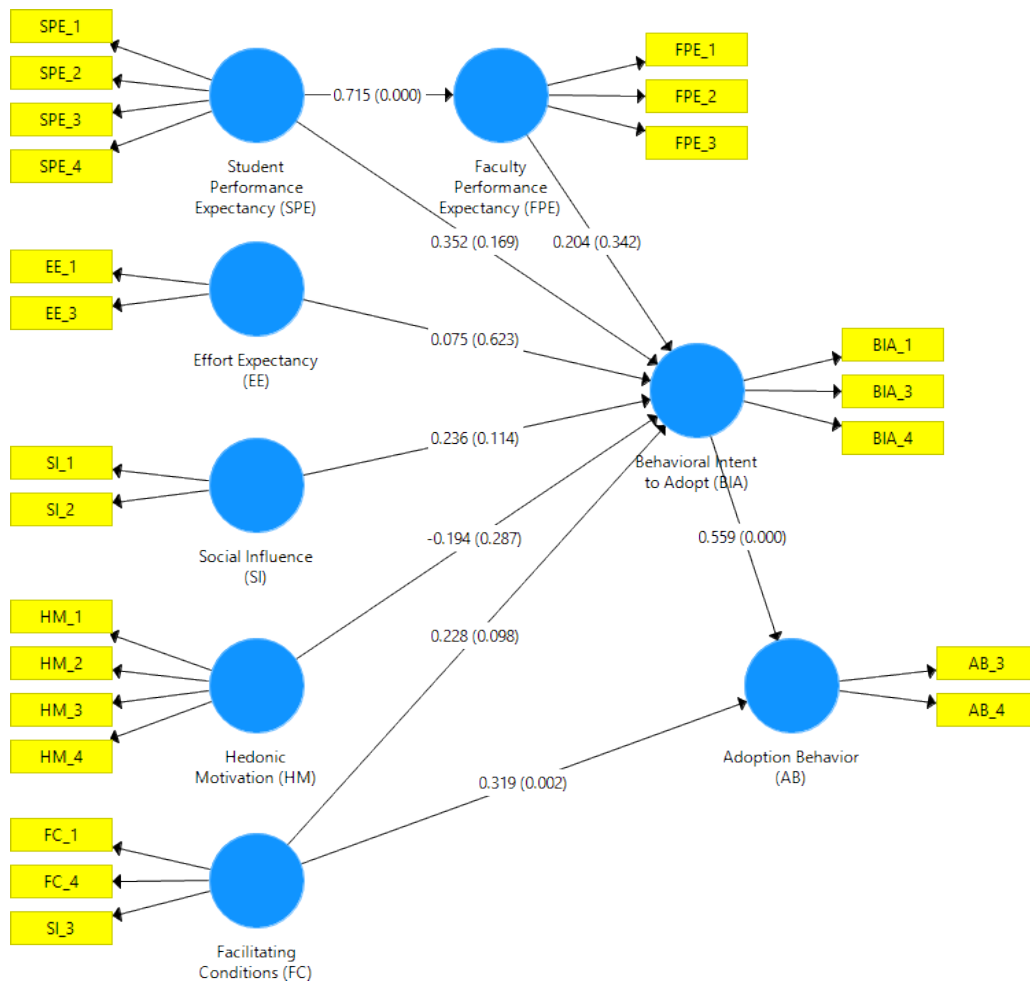 SPE_1
SPE_2
SPE_3
SPE_4
Student
Performance
Expectancy (SPE)
0.715 (0.000)
Faculty
Performance
Expectancy (FPE)
FPE_1
FPE_2
FPE_3
0.352 (0.169)
0.204 (0.342)
EE_1
EE_3
Effort Expectancy
(EE)
0.075 (0.623)
BIA_1
BIA_3
BIA_4
Behavioral Intent
to Adopt (BIA)
SI_1
SI_2
Social Influence
(SI)
0.236 (0.114)
-0.194 (0.287)
0.559 (0.000)
HM_1
HM_2
HM_3
HM_4
Hedonic
Motivation (HM)
0.228 (0.098)
AB_3
AB_4
Adoption Behavior
(AB)
0.319 (0.002)
FC_1
FC_4
SI_3
Facilitating
Conditions (FC)